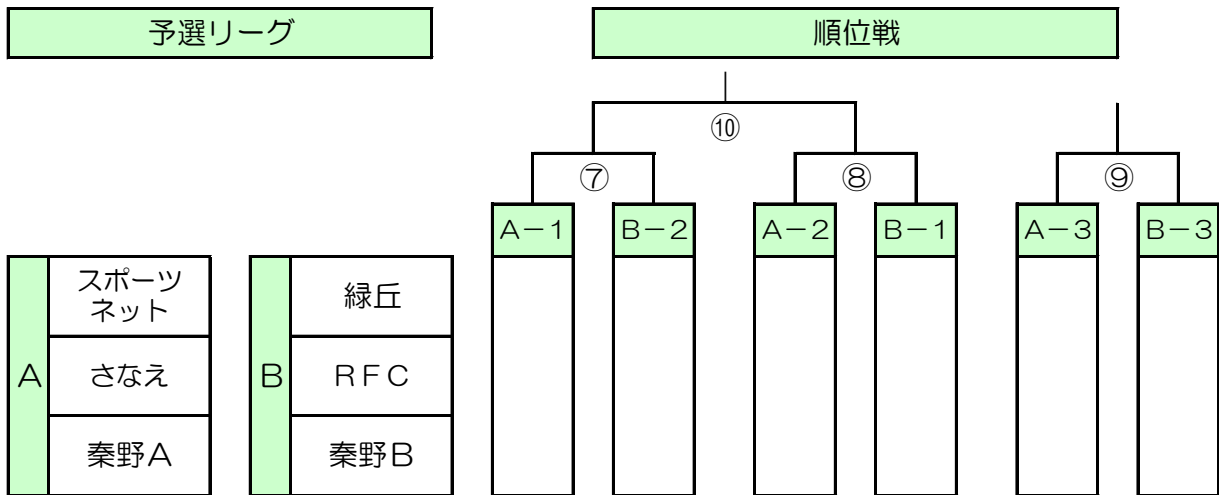 予選リーグ
順位戦
⑩
⑦
⑧
⑨
A－1
B－2
A－2
B－1
A－3
B－3
A
スポーツ
ネット
さなえ
秦野A
B
緑丘
RFC
秦野B